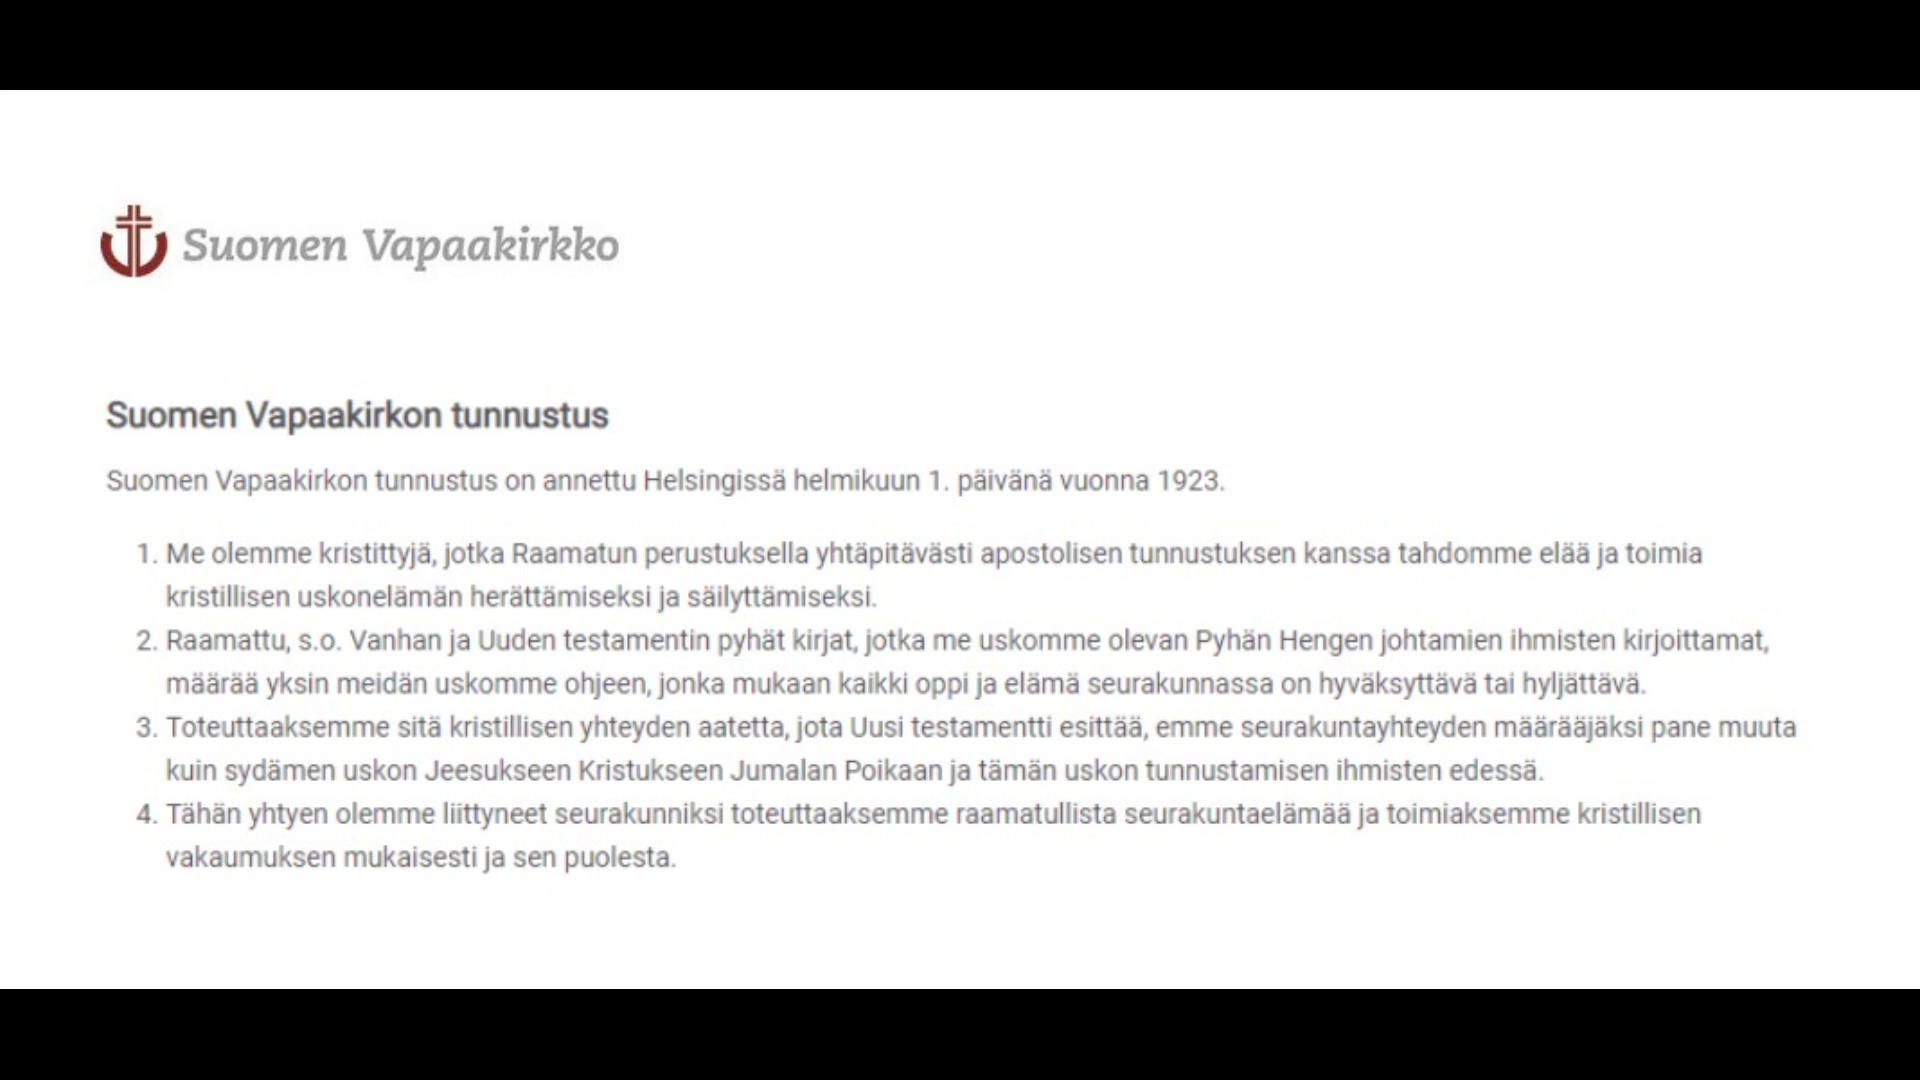 Suomen Vapaakirkko
Suomen Vapaakirkon tunnustus
Suomen Vapaakirkon tunnustus on annettu Helsingissä helmikuun 1. päivänä vuonna 1923.
1. Me olemme kristittyjä, jotka Raamatun perustuksella yhtäpitävästi apostolisen tunnustuksen kanssa tahdomme elää ja toimia
kristillisen uskonelämän herättämiseksi ja säilyttämiseksi.
2. Raamattu, s.o. Vanhan ja Uuden testamentin pyhät kirjat, jotka me uskomme olevan Pyhän Hengen johtamien ihmisten kirjoittamat,
määrää yksin meidän uskomme ohjeen, jonka mukaan kaikki oppi ja elämä seurakunnassa on hyväksyttävä tai hyljättävä.
3. Toteuttaaksemme sitä kristillisen yhteyden aatetta, jota Uusi testamentti esittää, emme seurakuntayhteyden määrääjäksi pane muuta
kuin sydämen uskon Jeesukseen Kristukseen Jumalan Poikaan ja tämän uskon tunnustamisen ihmisten edessä.
4. Tähän yhtyen olemme liittyneet seurakunniksi toteuttaaksemme raamatullista seurakuntaelämää ja toimiaksemme kristillisen
vakaumuksen mukaisesti ja sen puolesta.